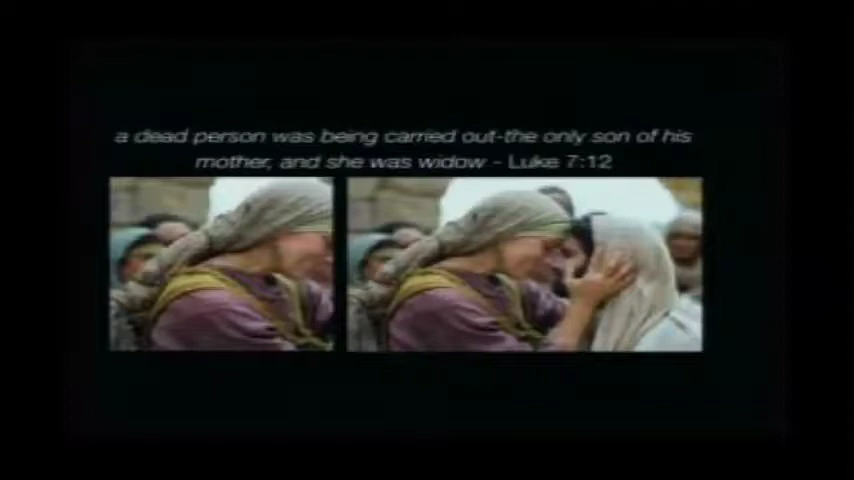 a dead person was being carried out-the only son of his
mother, and she was widow - Luke 7:12